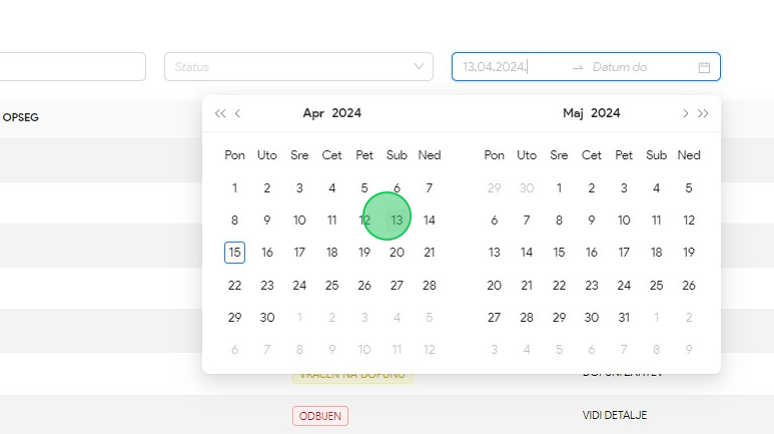 Status
13.04.2024.
Datum do
OPSEG
Apr 2024
Maj 2024
Pon Uto Sre Cet Pet Sub Ned
1 2 3 4 5 6 7
8 9 10 11 12 13 14
15 16 17 18 19 20 21
22 23 24 25 26 27 28
29 30 1 2 3 4 5
6 7 8 9 10 11 12
Pon Uto Sre Cet Pet Sub Ned
29 30 1 2 3 4 5
6 7 8 9 10 11 12
13 14 15 16 17 18 19
20 21 22 23 24 25 26
27 28 29 30 31 1 2
3 4 5 6 7 8 9
VRAĆEN NA DOPUNU
ODBIJEN
VIDI DETALJE